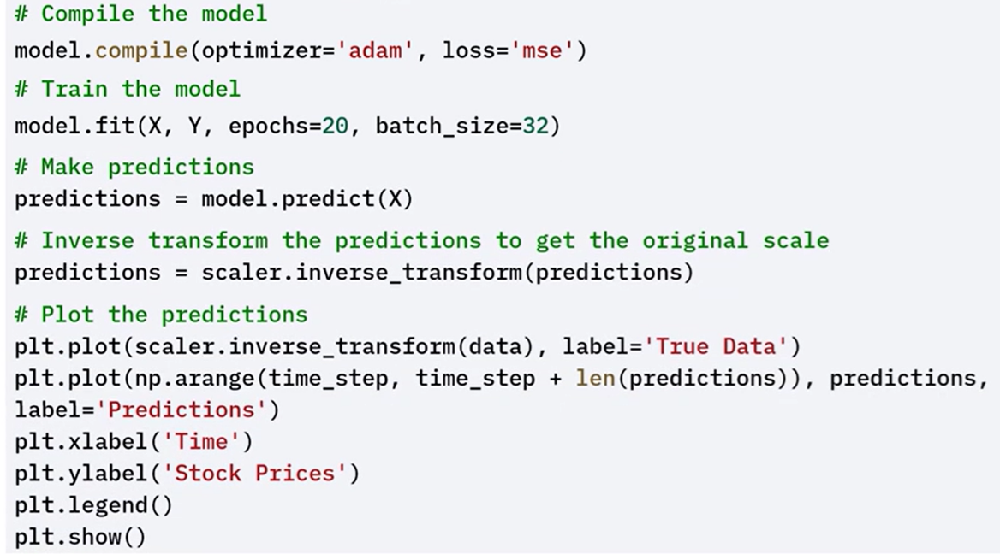 # Compile the model
model.compile(optimizer='adam', loss='mse')
# Train the model
model.fit(X, Y, epochs=20, batch_size=32)
# Make predictions
predictions = model.predict(X)
# Inverse transform the predictions to get the original scale
predictions = scaler.inverse_transform(predictions)
# Plot the predictions
plt.plot(scaler.inverse_transform(data), label='True Data')
plt.plot(np.arange(time_step, time_step + len(predictions)), predictions,
label='Predictions')
plt.xlabel('Time')
plt.ylabel('Stock Prices')
plt.legend()
plt.show()